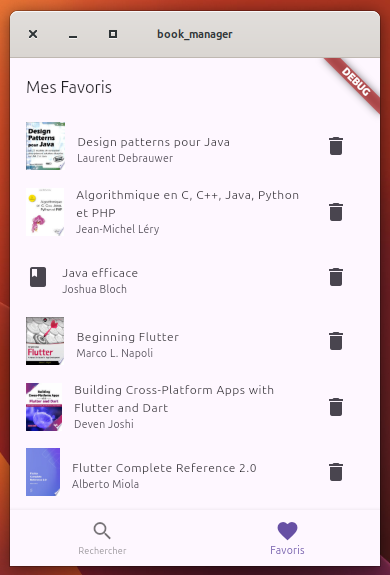 book_manager
DEBUG
Mes Favoris
Design
Patterns
pour Java
Design patterns pour Java
Laurent Debrauwer
Algorithmique en C, C++, Java, Python
et PHP
Jean-Michel Léry
Java efficace
Joshua Bloch
Beginning Flutter
Marco L. Napoli
Flutter
Building Cross-Platform Apps with
Flutter and Dart
Deven Joshi
Flutter Complete Reference 2.0
Alberto Miola
Rechercher
Favoris